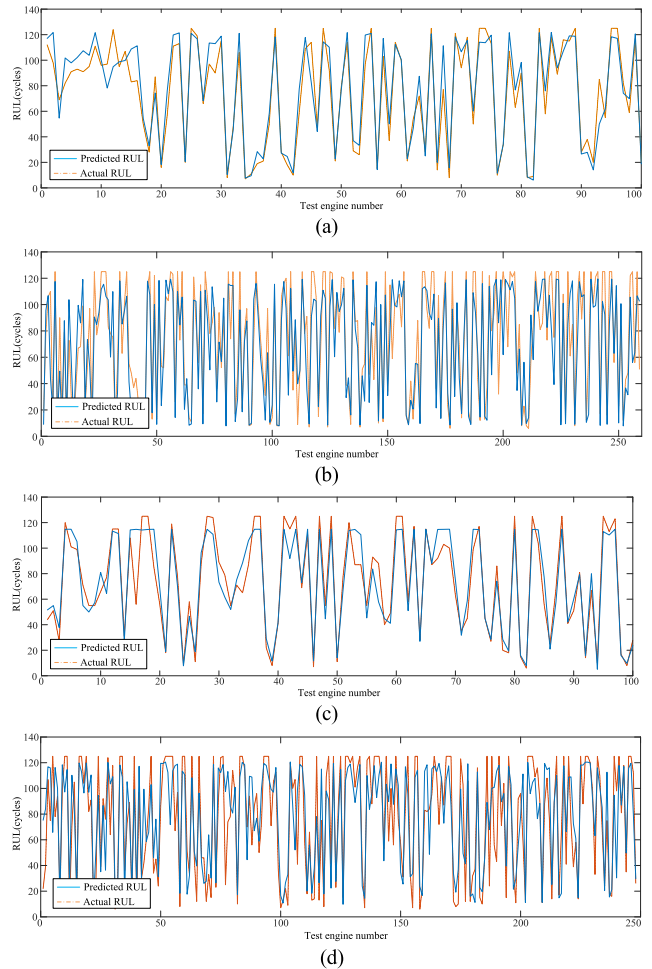 140
120
100
80
60
40
20
0
RUL(cycles)
Predicted RUL
Actual RUL
0 10 20 30 40 50 60 70 80 90 100
Test engine number
(a)
140
120
100
80
60
40
20
0
RUL(cycles)
Predicted RUL
Actual RUL
50 100 150 200 250
Test engine number
(b)
140
120
100
80
60
40
20
0
RUL(cycles)
Predicted RUL
Actual RUL
0 10 20 30 40 50 60 70 80 90 100
Test engine number
(c)
140
120
100
80
60
40
20
0
RUL(cycles)
Predicted RUL
Actual RUL
0 50 100 150 200 250
Test engine number
(d)